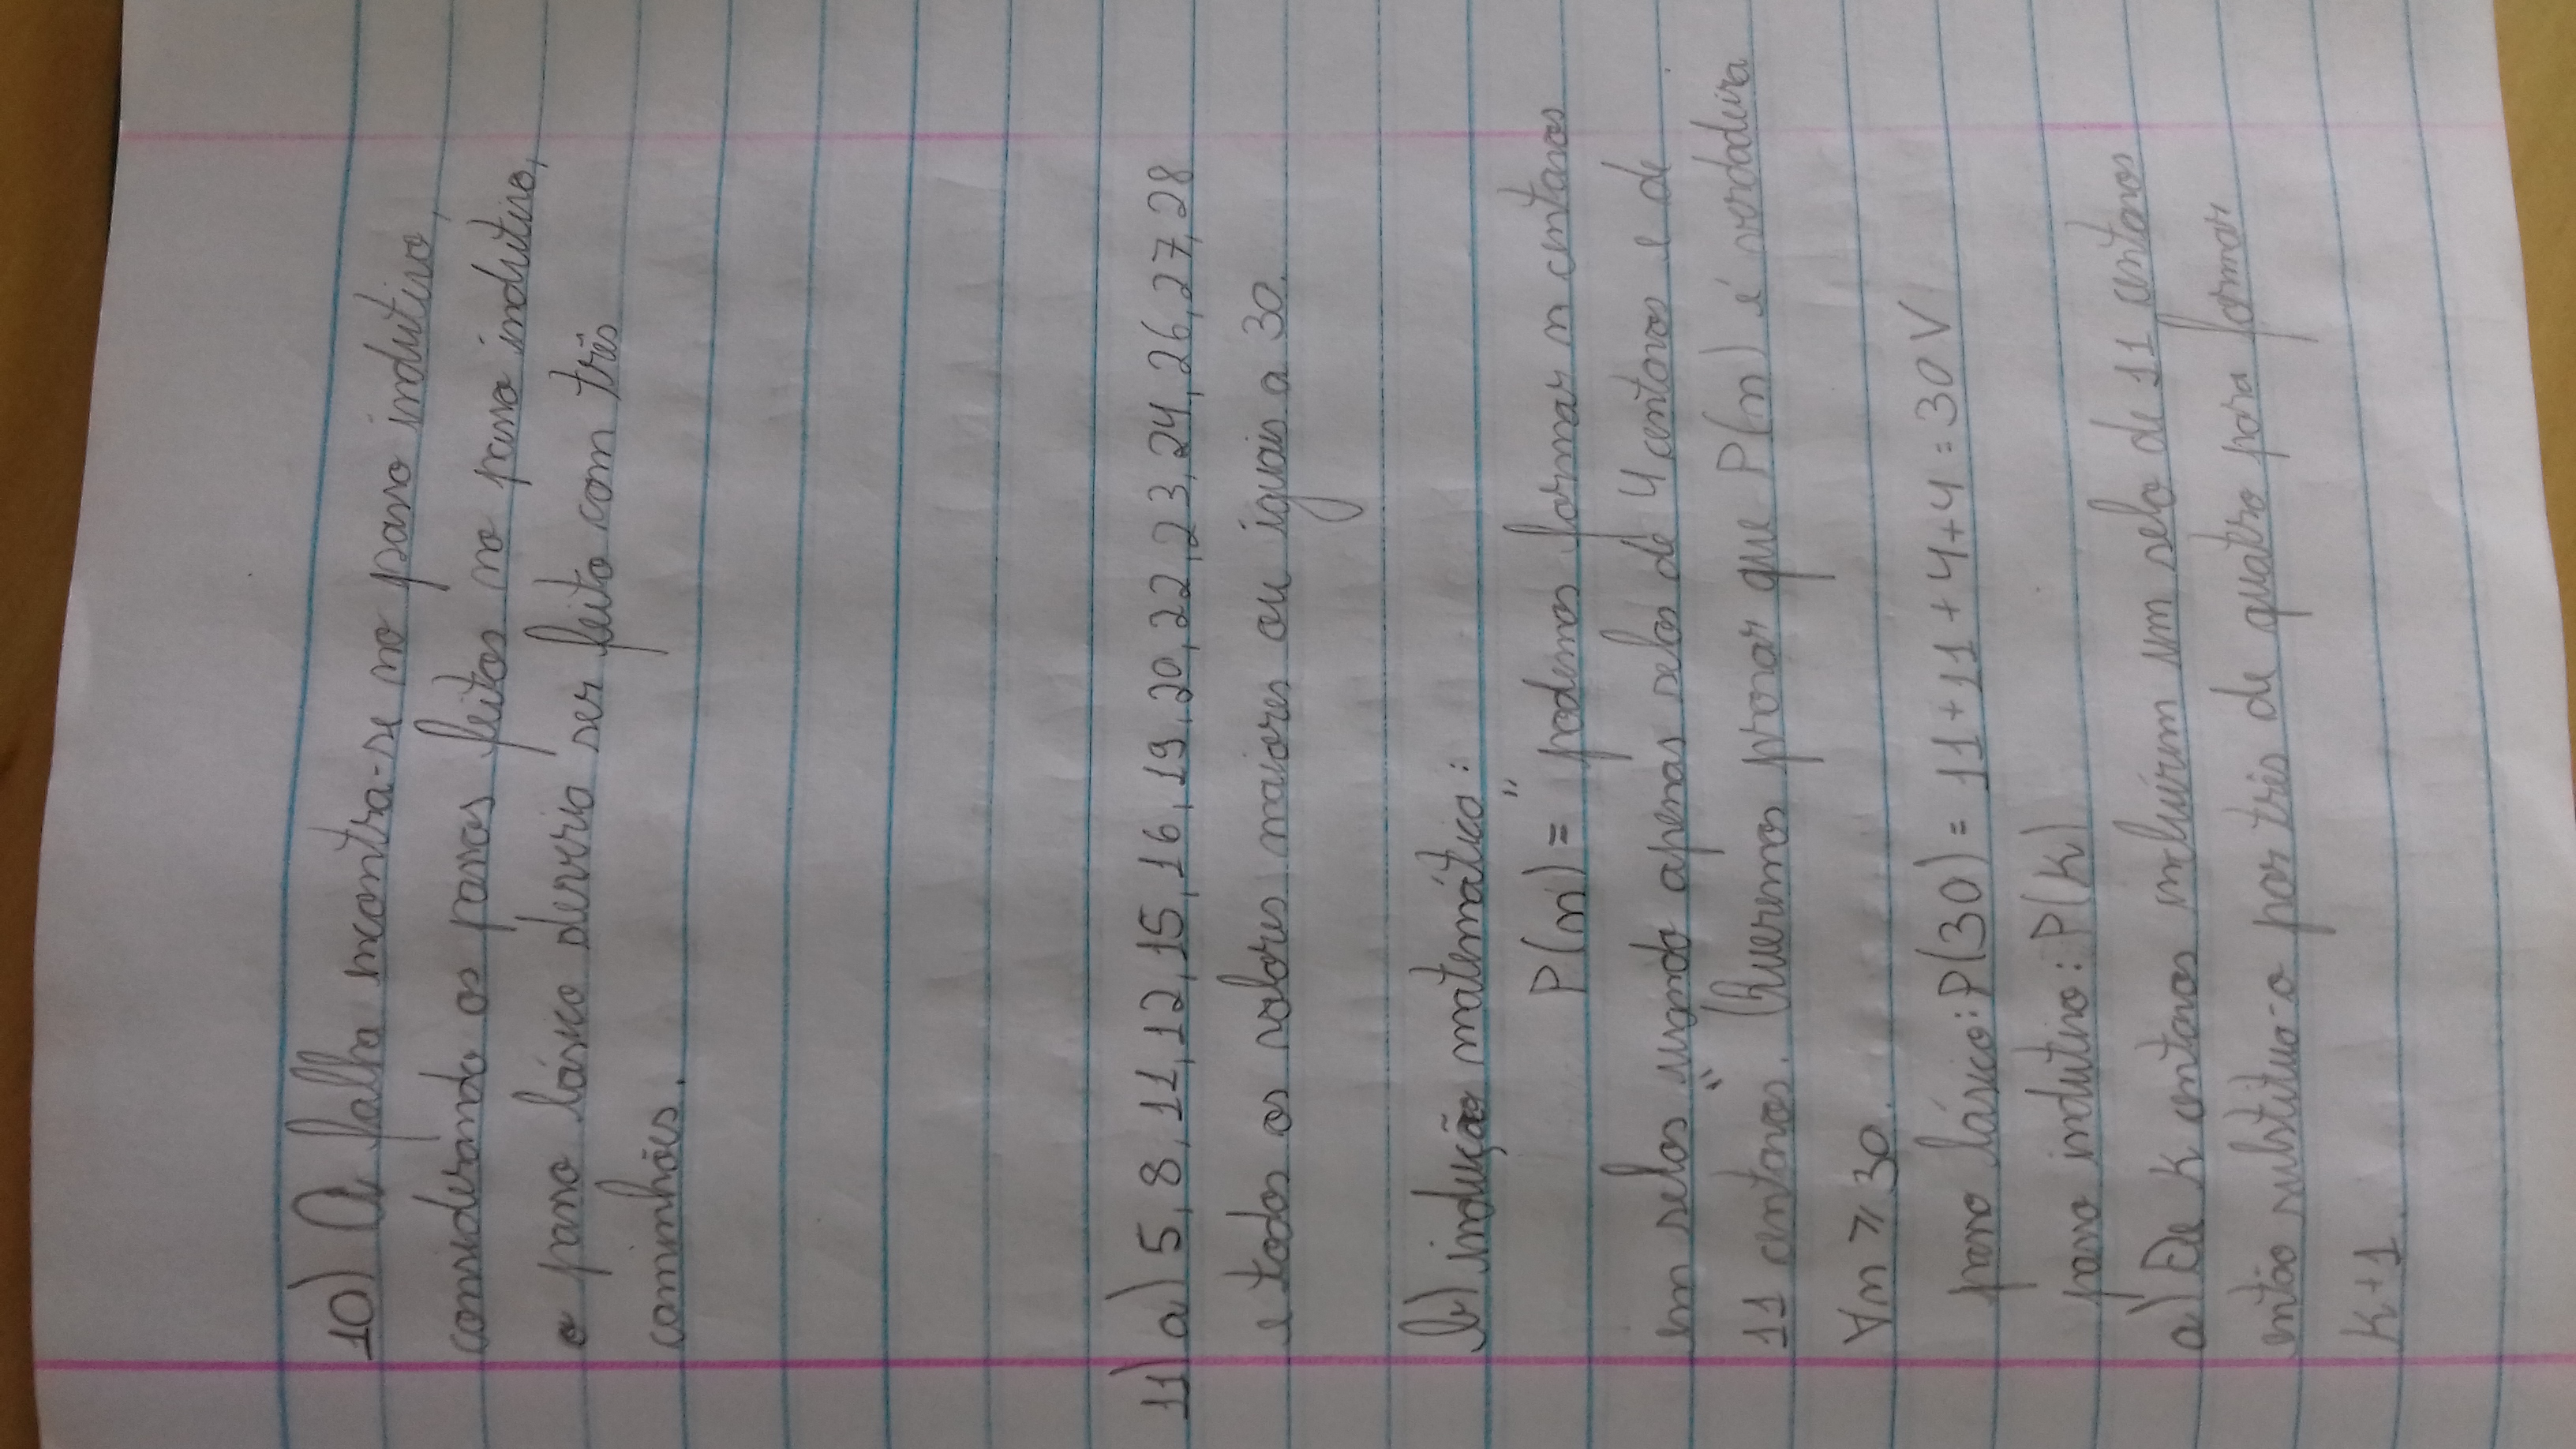 10) A falha incontra-se no passo indutivo,
considerando os passos feitos no passo indutivo,
o passo básico deveria ser feito com três
caminhões.
11) a) 5, 8, 11, 12, 15, 16, 19, 20, 22, 23, 24, 26, 27, 28
e todos os valores maiores ou iguais a 30.
b) indução matemática:
P(n) = "podemos formar n centavos
em selos usando apenas selos de 4 centavos e de
11 centavos." Queremos provar que P(n) é verdadeira
∀n ⩾ 30.
passo básico: P(30) = 11 + 11 + 4 + 4 = 30 V
passo indutivo: P(k)
a) Se k centavos incluírem um selo de 11 centavos
então substitua-o por três de quatro para formar
k+1.